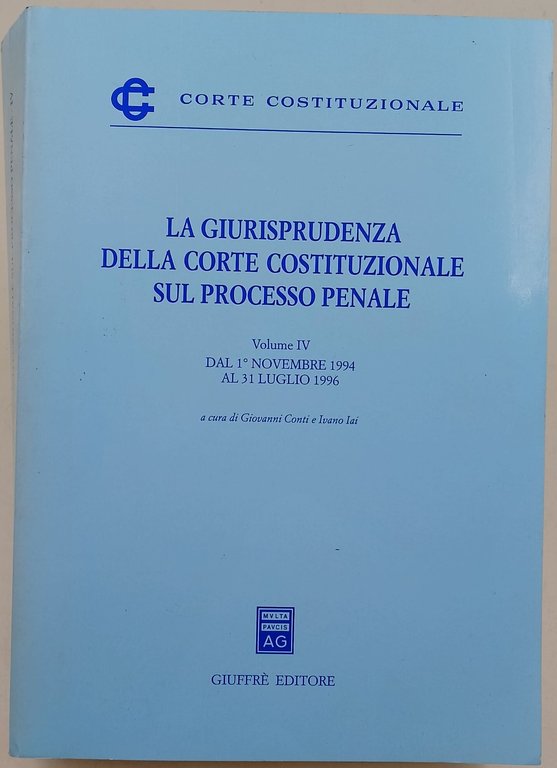 CORTE COSTITUZIONALE
LA GIURISPRUDENZA
DELLA CORTE COSTITUZIONALE
SUL PROCESSO PENALE
Volume IV
DAL 1° NOVEMBRE 1994
AL 31 LUGLIO 1996
a cura di Giovanni Conti e Ivano Iai
MVLTA
PAVCIS
AG
GIUFFRÈ EDITORE